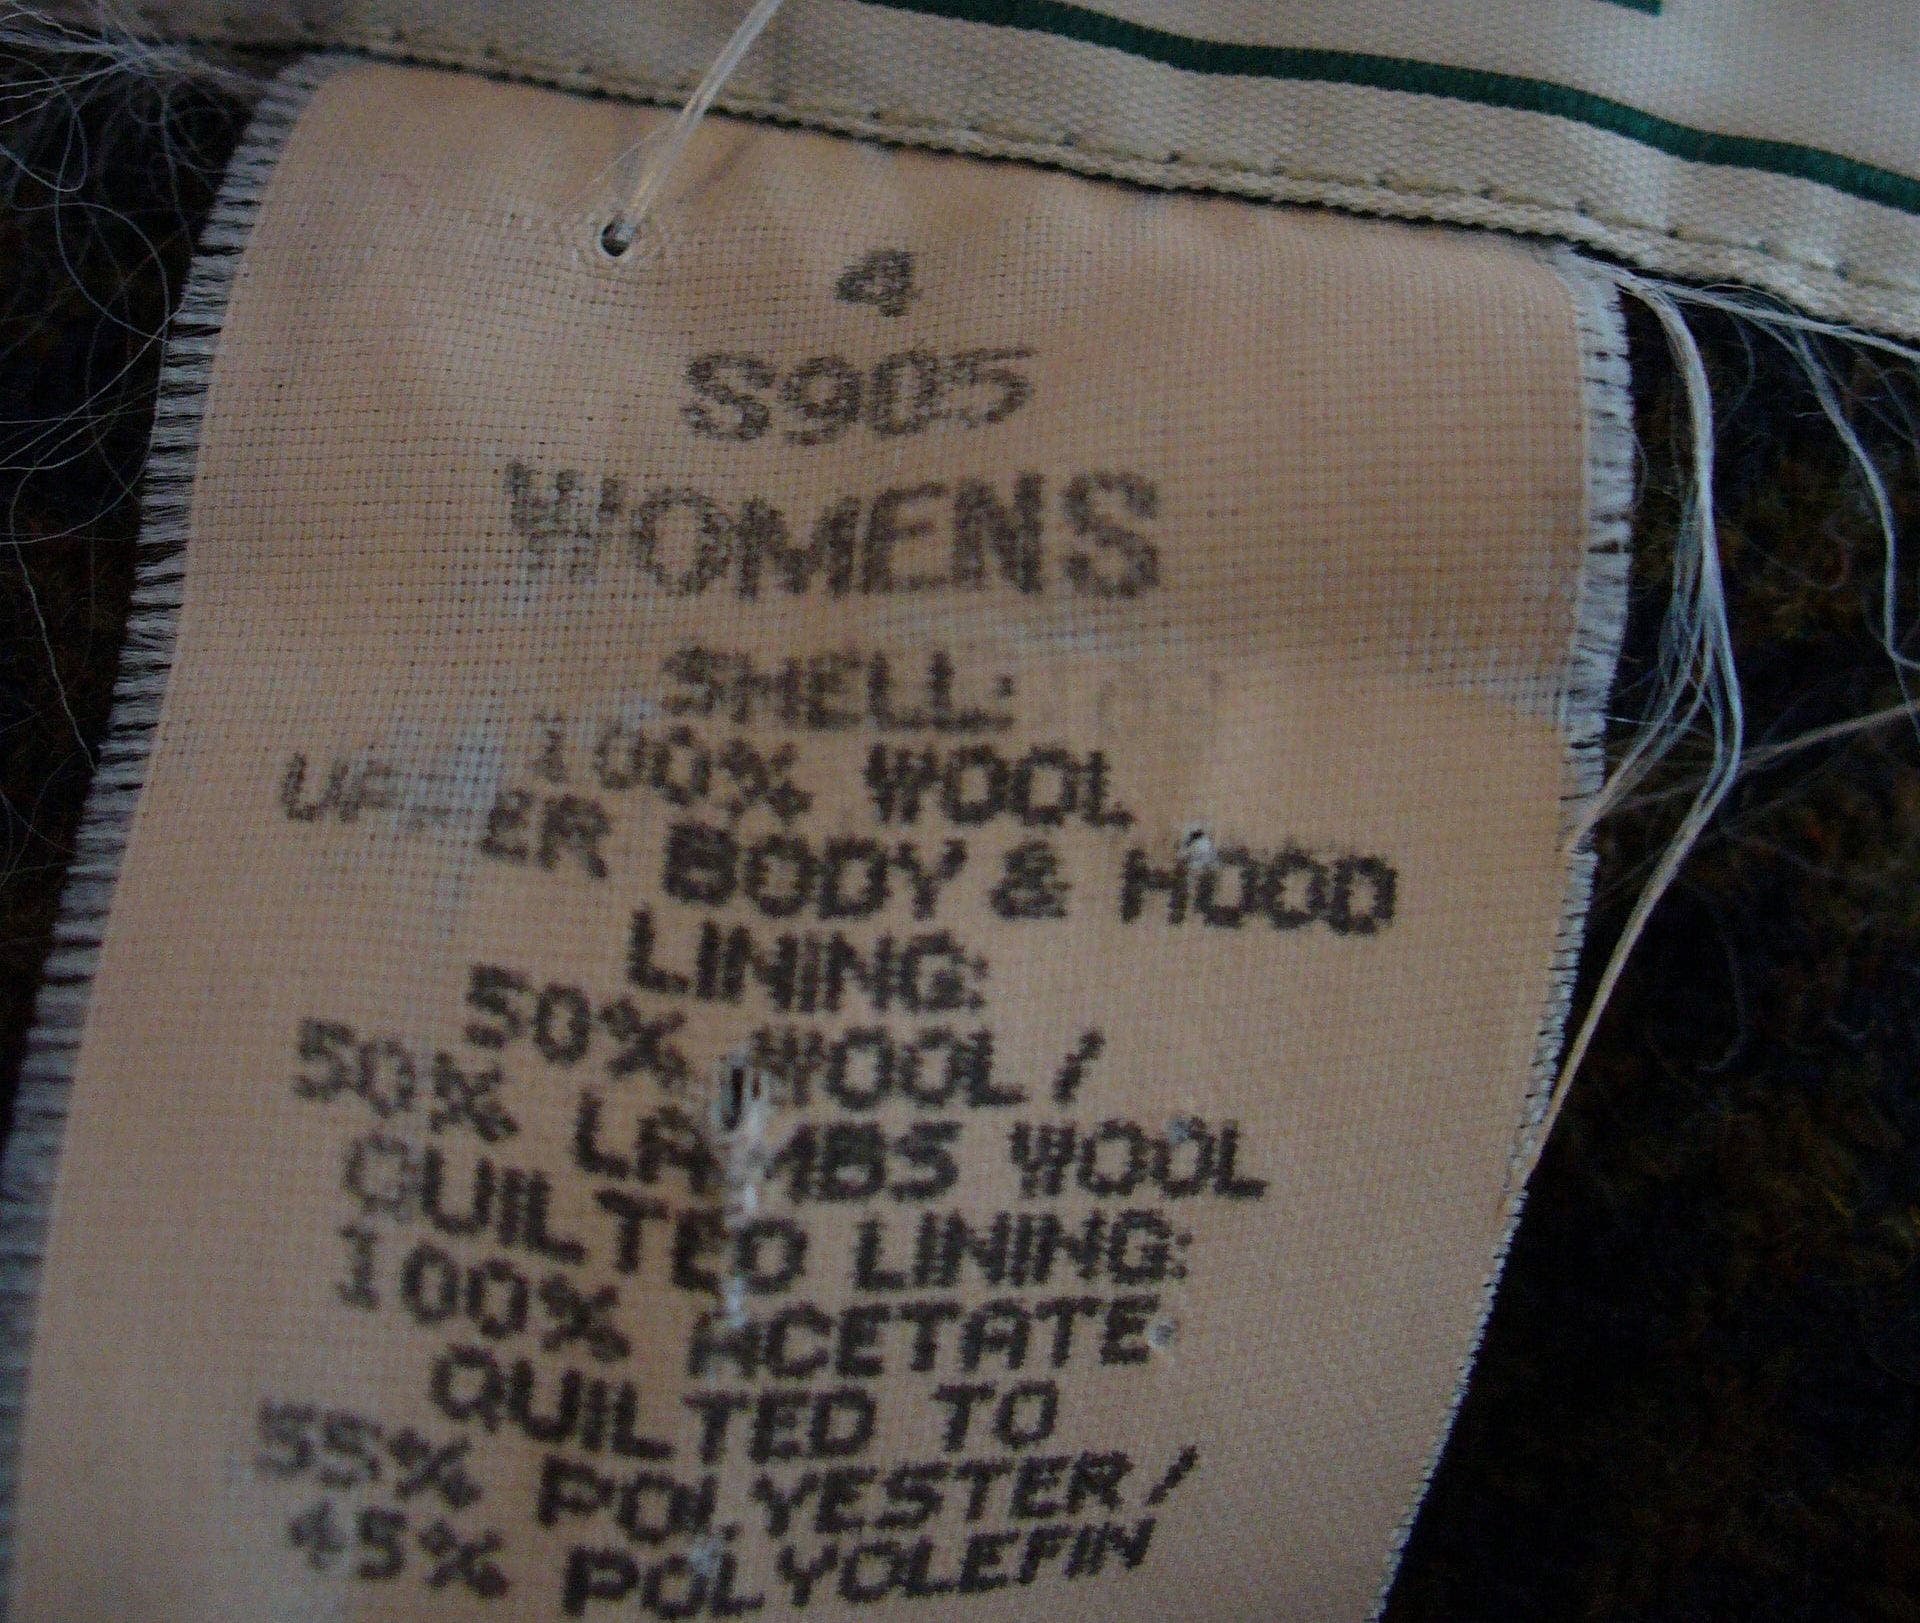 4
S905
WOMENS
SHELL:
100% WOOL
UPPER BODY & HOOD
LINING:
50% WOOL /
50% LAMBS WOOL
QUILTED LINING:
100% ACETATE
QUILTED TO
55% POLYESTER /
45% POLYOLEFIN